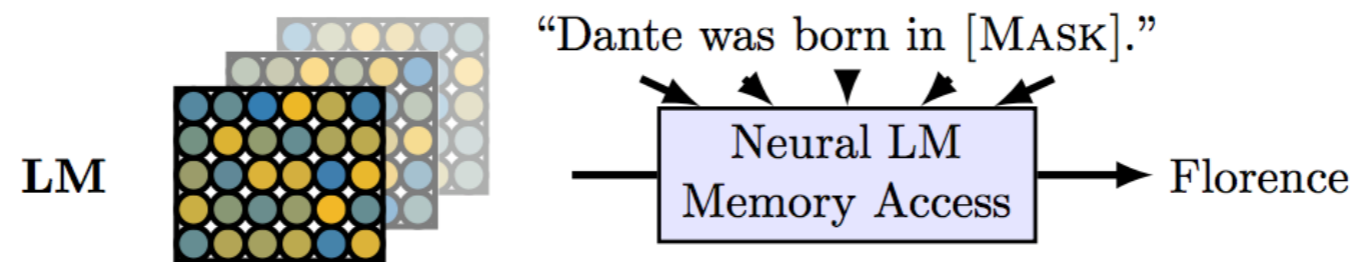 “Dante was born in [MASK].”
LM
Neural LM
Memory Access
Florence